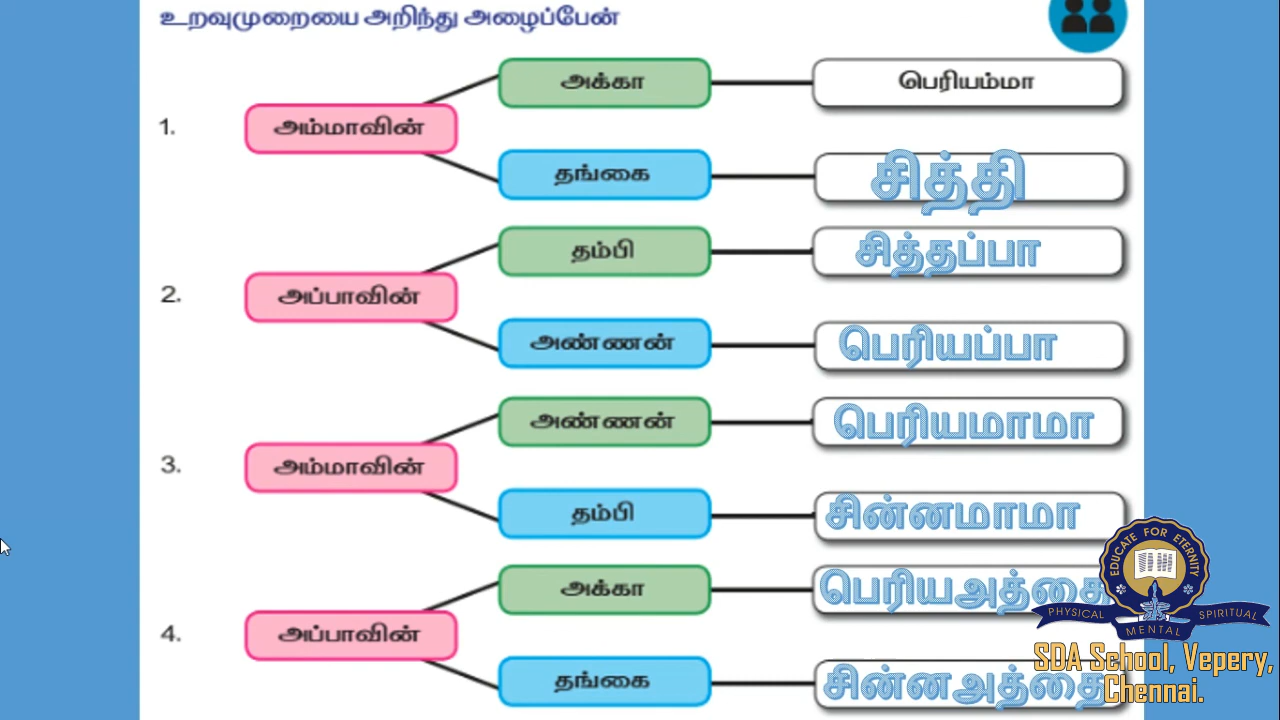 உறவுமுறையை அறிந்து அழைப்பேன்
அக்கா பெரியம்மா
1. அம்மாவின்
தங்கை சித்தி
தம்பி சித்தப்பா
2. அப்பாவின்
அண்ணன் பெரியப்பா
அண்ணன் பெரியமாமா
3. அம்மாவின்
தம்பி சின்னமாமா
அக்கா பெரியஅத்தை
4. அப்பாவின்
தங்கை சின்னஅத்தை
EDUCATE FOR ETERNITY
PHYSICAL MENTAL SPIRITUAL
SDA School, Vepery,
Chennai.